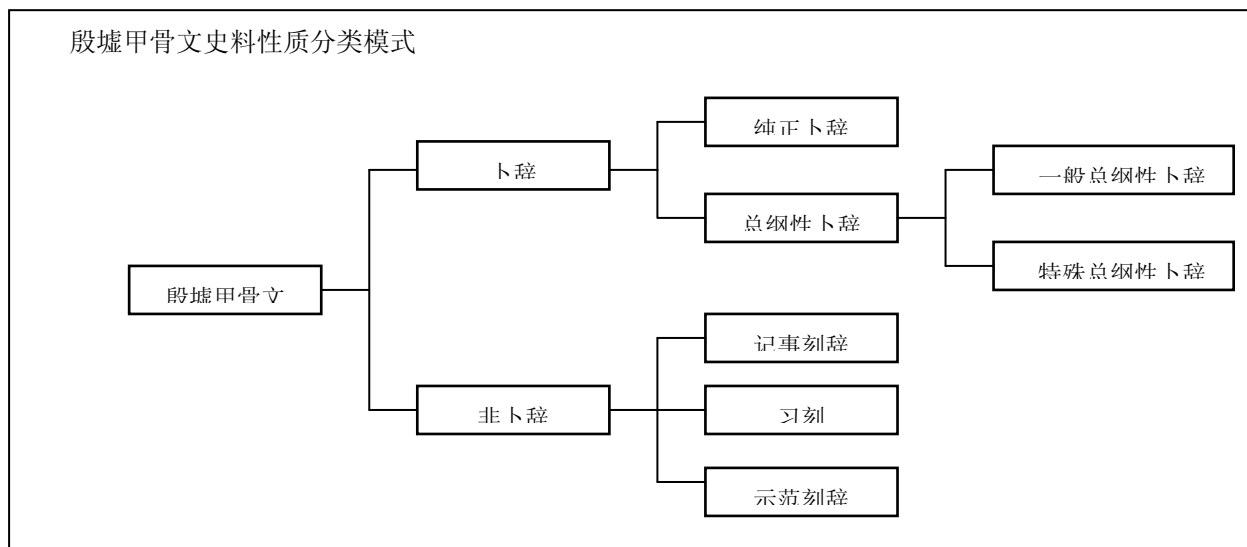 殷墟甲骨文史料性质分类模式
纯正卜辞
卜辞
一般总纲性卜辞
总纲性卜辞
特殊总纲性卜辞
殷墟甲骨文
记事刻辞
非卜辞
习刻
示范刻辞